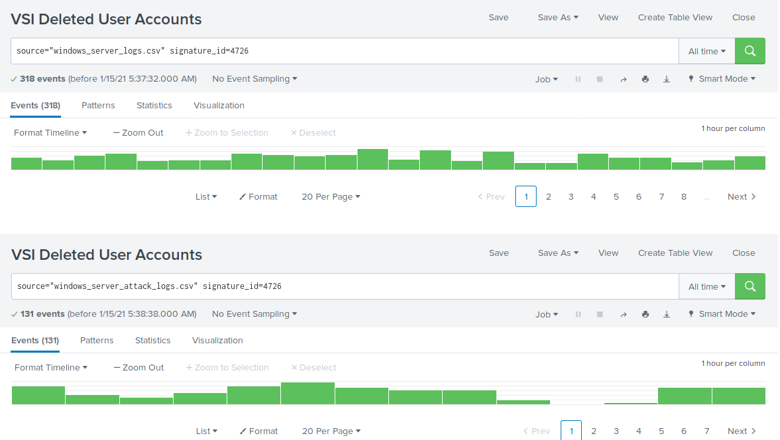 VSI Deleted User Accounts
Save Save As View Create Table View Close
source="windows_server_logs.csv" signature_id=4726
All time
318 events (before 1/15/21 5:37:32.000 AM) No Event Sampling Job Smart Mode
Events (318) Patterns Statistics Visualization
Format Timeline — Zoom Out + Zoom to Selection × Deselect 1 hour per column
List Format 20 Per Page Prev 1 2 3 4 5 6 7 8 ... Next
VSI Deleted User Accounts
Save Save As View Create Table View Close
source="windows_server_attack_logs.csv" signature_id=4726
All time
131 events (before 1/15/21 5:38:38.000 AM) No Event Sampling Job Smart Mode
Events (131) Patterns Statistics Visualization
Format Timeline — Zoom Out + Zoom to Selection × Deselect 1 hour per column
List Format 20 Per Page Prev 1 2 3 4 5 6 7 Next